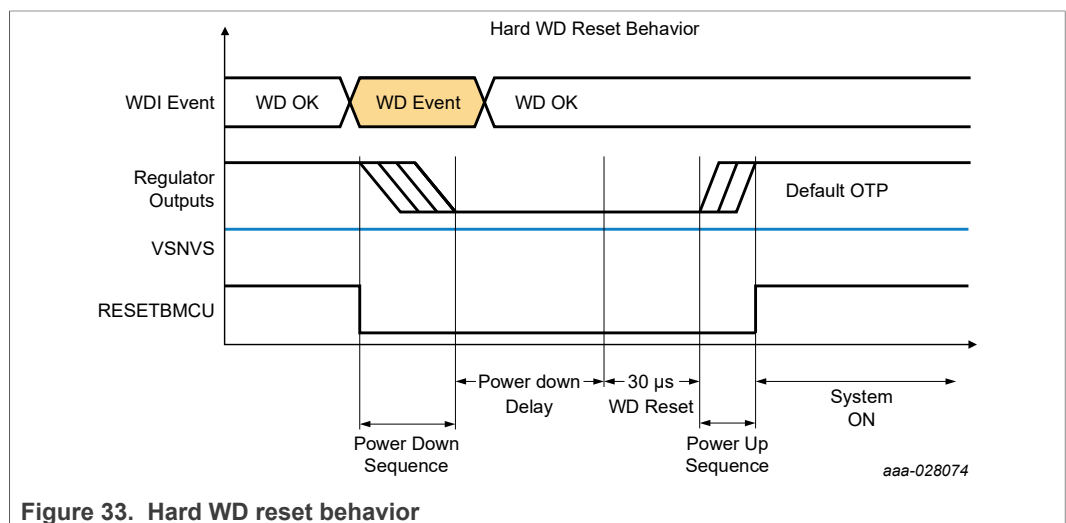 Hard WD Reset Behavior
WDI Event
WD OK
WD Event
WD OK
Regulator
Outputs
Default OTP
VSNVS
RESETBMCU
Power down
Delay
30 µs
WD Reset
System
ON
Power Down
Sequence
Power Up
Sequence
aaa-028074
Figure 33. Hard WD reset behavior